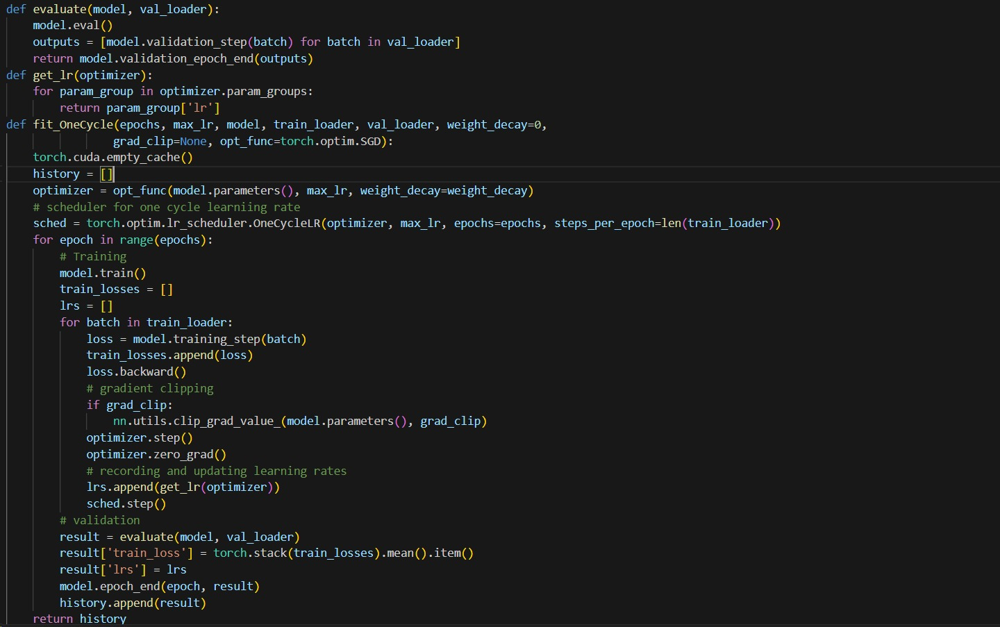 def evaluate(model, val_loader):
    model.eval()
    outputs = [model.validation_step(batch) for batch in val_loader]
    return model.validation_epoch_end(outputs)
def get_lr(optimizer):
    for param_group in optimizer.param_groups:
        return param_group['lr']
def fit_OneCycle(epochs, max_lr, model, train_loader, val_loader, weight_decay=0,
                grad_clip=None, opt_func=torch.optim.SGD):
    torch.cuda.empty_cache()
    history = []
    optimizer = opt_func(model.parameters(), max_lr, weight_decay=weight_decay)
    # scheduler for one cycle learniing rate
    sched = torch.optim.lr_scheduler.OneCycleLR(optimizer, max_lr, epochs=epochs, steps_per_epoch=len(train_loader))
    for epoch in range(epochs):
        # Training
        model.train()
        train_losses = []
        lrs = []
        for batch in train_loader:
            loss = model.training_step(batch)
            train_losses.append(loss)
            loss.backward()
            # gradient clipping
            if grad_clip:
                nn.utils.clip_grad_value_(model.parameters(), grad_clip)
            optimizer.step()
            optimizer.zero_grad()
            # recording and updating learning rates
            lrs.append(get_lr(optimizer))
            sched.step()
        # validation
        result = evaluate(model, val_loader)
        result['train_loss'] = torch.stack(train_losses).mean().item()
        result['lrs'] = lrs
        model.epoch_end(epoch, result)
        history.append(result)
    return history